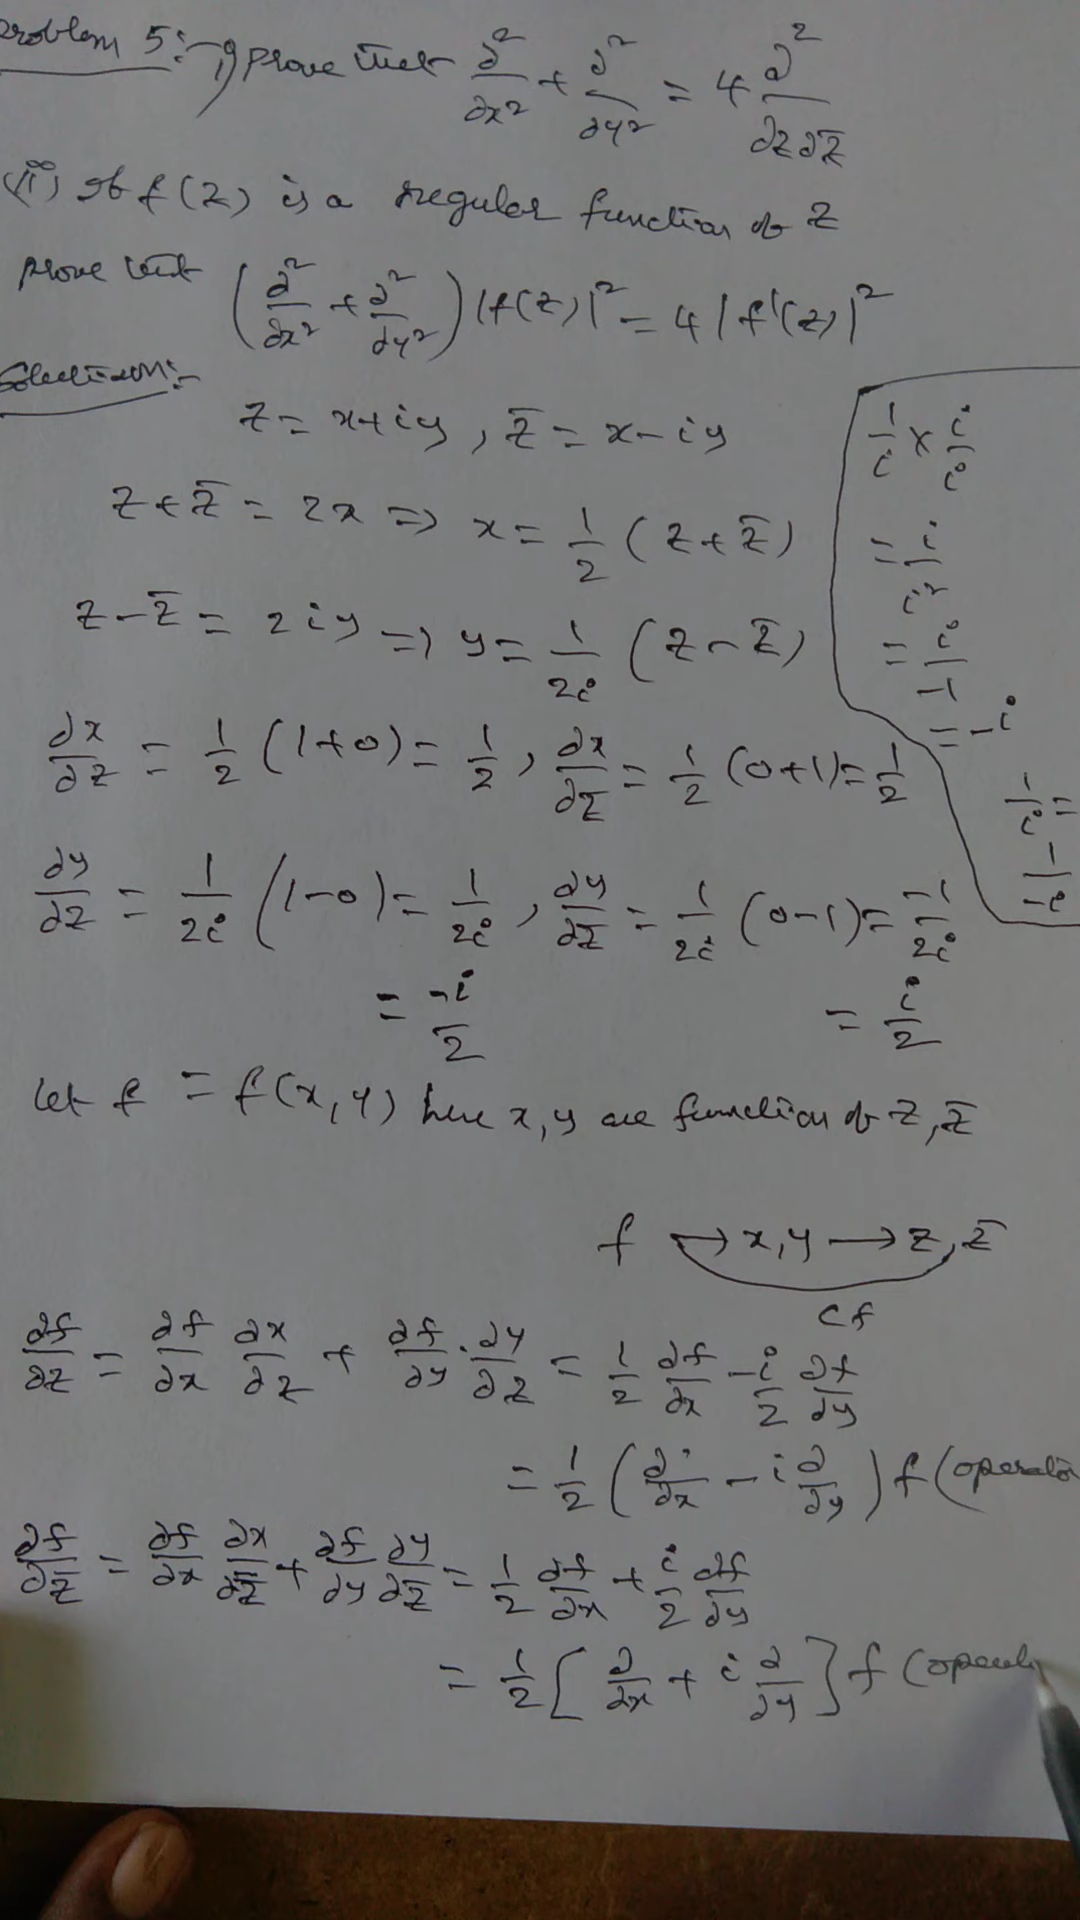 Problem 5:- i) Prove that ∂²/∂x² + ∂²/∂y² = 4 ∂²/∂z∂z̄
(ii) If f(z) is a regular function of z
prove that (∂²/∂x² + ∂²/∂y²) |f(z)|² = 4 |f'(z)|²
Solution:-
z = x+iy, z̄ = x-iy
z+z̄ = 2x => x = 1/2 (z+z̄)
z-z̄ = 2iy => y = 1/2i (z-z̄)
∂x/∂z = 1/2 (1+0) = 1/2, ∂x/∂z̄ = 1/2 (0+1) = 1/2
∂y/∂z = 1/2i (1-0) = 1/2i, ∂y/∂z̄ = 1/2i (0-1) = -1/2i
= -i/2 = i/2
1/i × i/i
= i/i²
= i/-1
= -i
1/i =
1/-i
let f = f(x,y) here x,y are function of z, z̄
f → x,y → z, z̄
cf
∂f/∂z = ∂f/∂x ∂x/∂z + ∂f/∂y · ∂y/∂z = 1/2 ∂f/∂x - i/2 ∂f/∂y
= 1/2 (∂/∂x - i ∂/∂y) f (operato
∂f/∂z̄ = ∂f/∂x ∂x/∂z̄ + ∂f/∂y ∂y/∂z̄ = 1/2 ∂f/∂x + i/2 ∂f/∂y
= 1/2 [∂/∂x + i ∂/∂y] f (operat